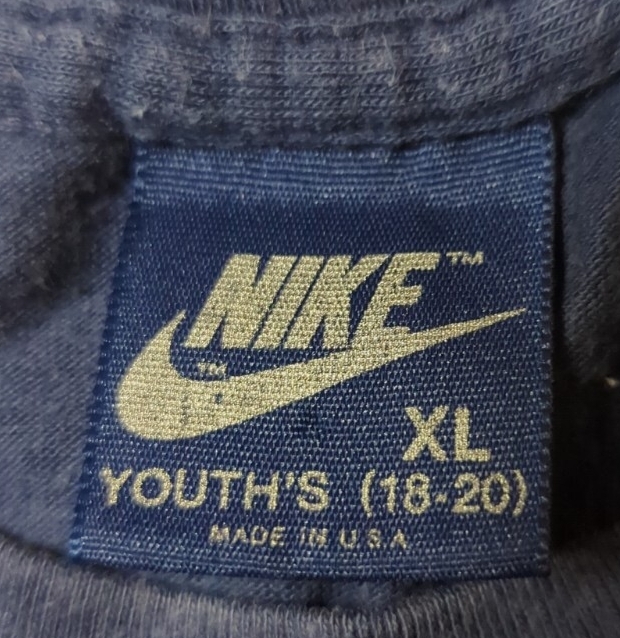 NIKE™
™
XL
YOUTH'S (18-20)
MADE IN U.S.A